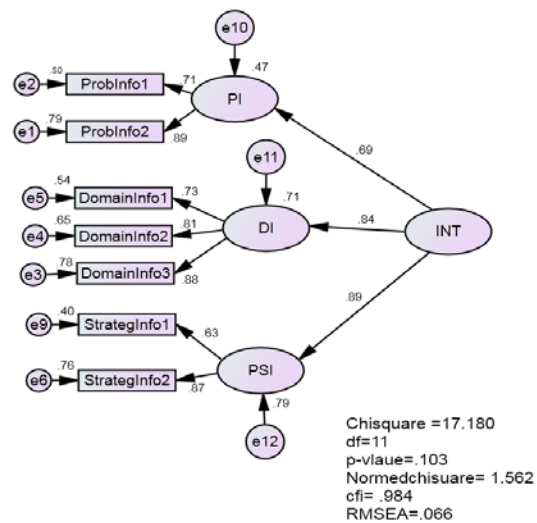 e10
.50
.47
e2
ProbInfo1
.71
PI
.79
e1
ProbInfo2
.89
.69
e11
.54
.71
e5
DomainInfo1
.73
.65
e4
DomainInfo2
.81
DI
.84
INT
.78
e3
DomainInfo3
.88
.40
e9
StrategInfo1
.63
.89
.76
PSI
e6
StrategInfo2
.87
.79
e12
Chisquare =17.180
df=11
p-vlaue=.103
Normedchisuare= 1.562
cfi= .984
RMSEA=.066